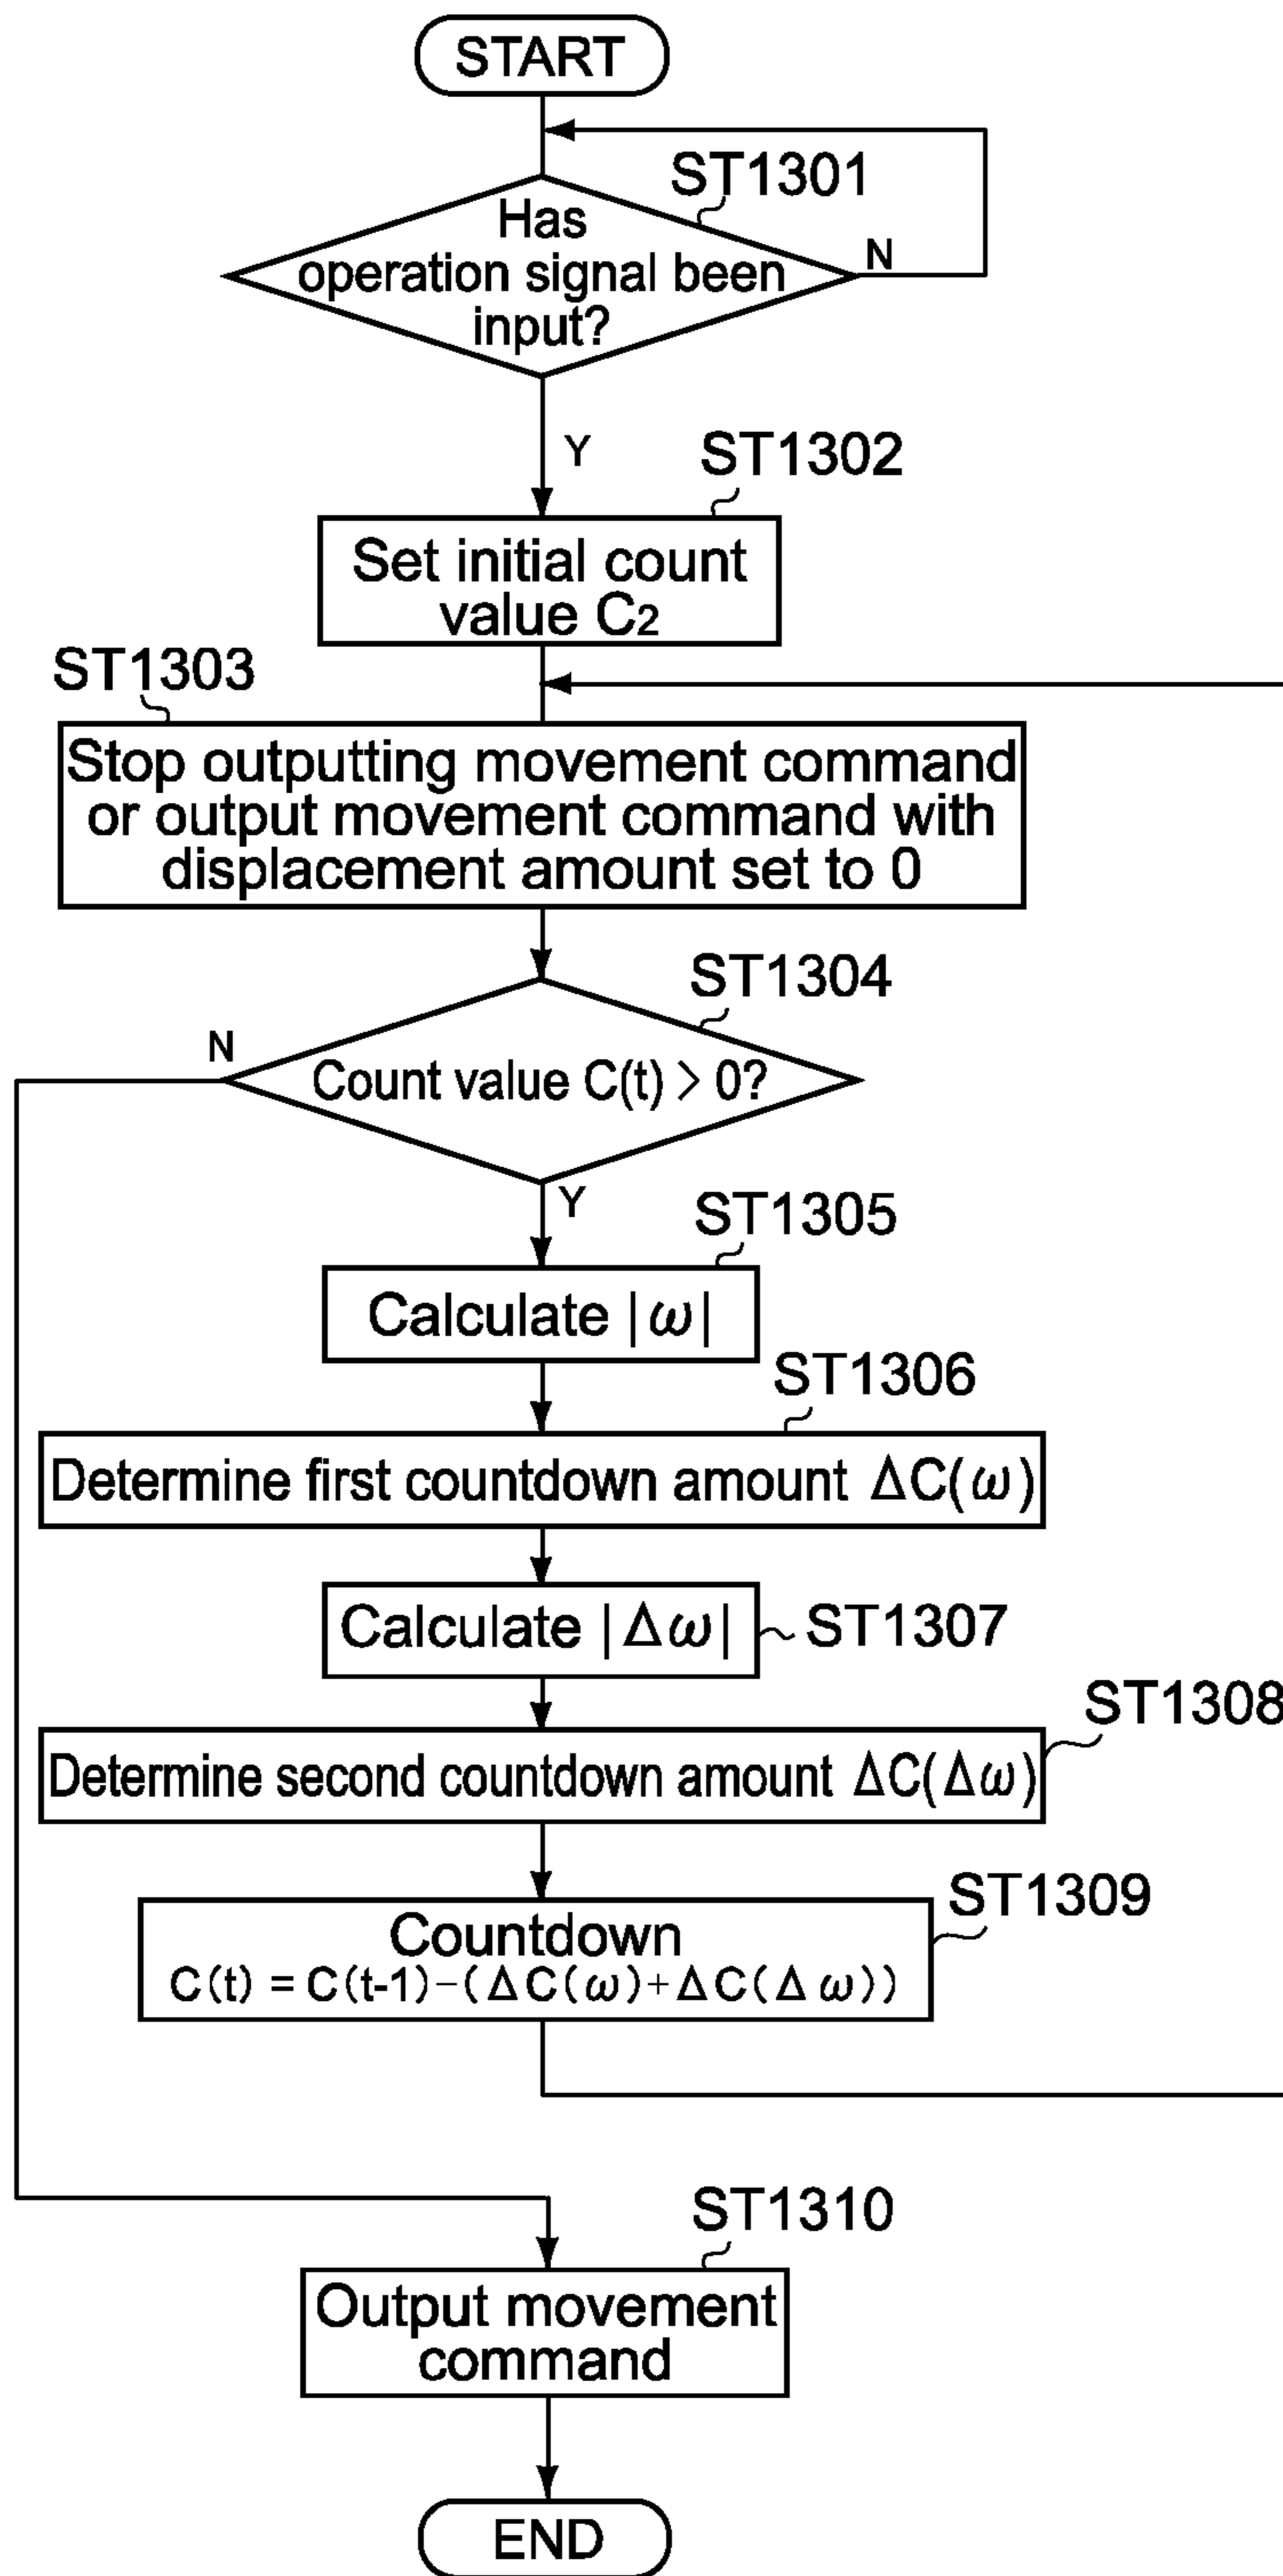 START
ST1301
Has
operation signal been
input?
N
Y
ST1302
Set initial count
value C₂
ST1303
Stop outputting movement command
or output movement command with
displacement amount set to 0
ST1304
N
Count value C(t) > 0?
Y
ST1305
Calculate |ω|
ST1306
Determine first countdown amount ΔC(ω)
Calculate |Δω|
ST1307
ST1308
Determine second countdown amount ΔC(Δω)
ST1309
Countdown
C(t) = C(t-1)-(ΔC(ω)+ΔC(Δω))
ST1310
Output movement
command
END